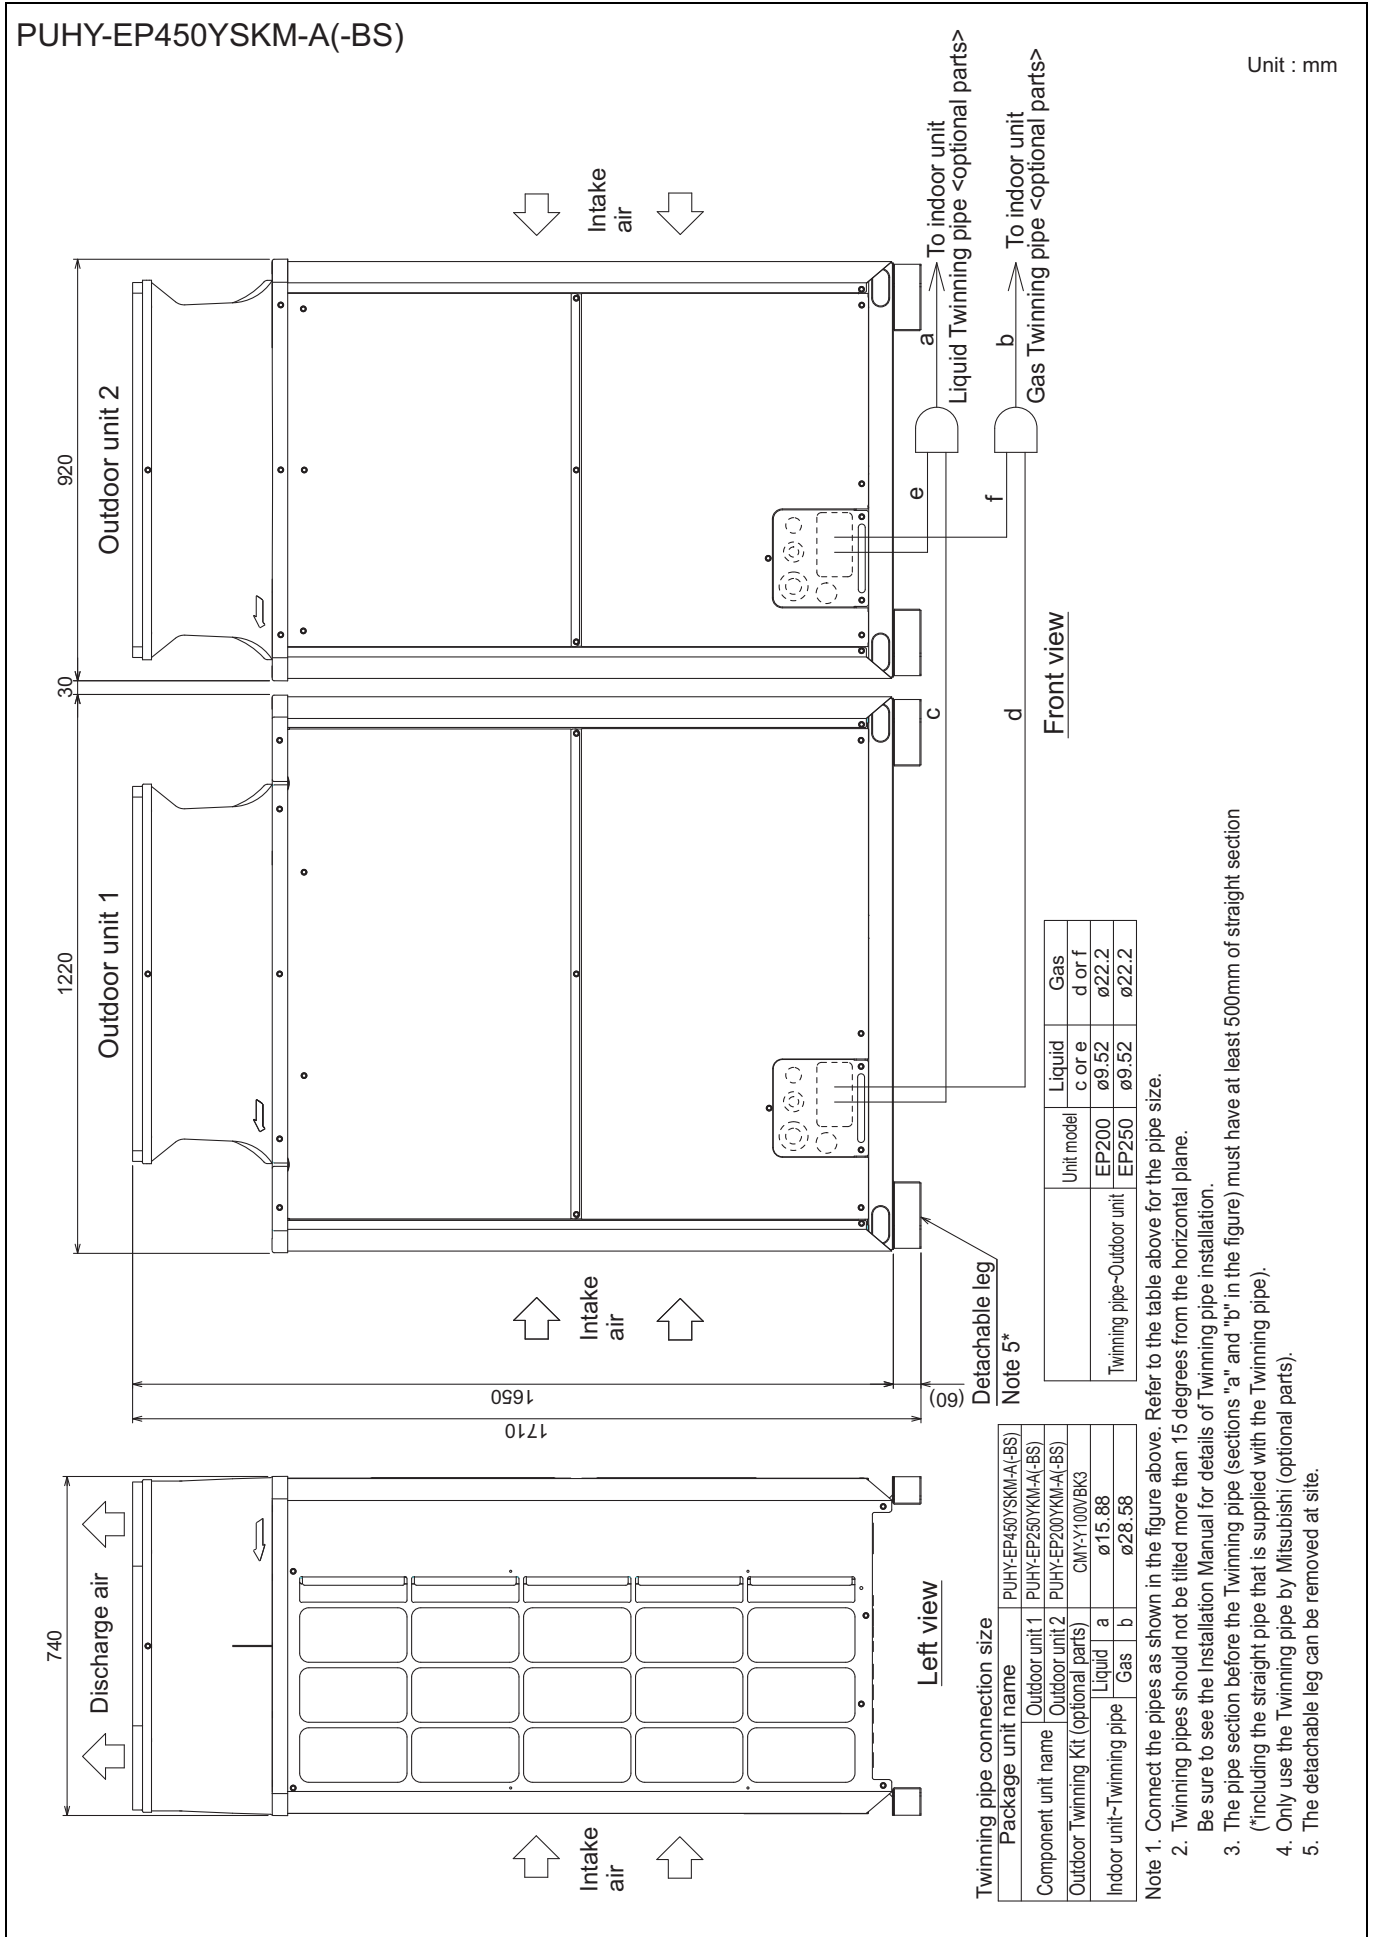 PUHY-EP450YSKM-A(-BS)
Unit : mm
740
Discharge air
Intake
air
Left view
1710
1650
(60)
Detachable leg
Note 5*
Intake
air
1220
30
920
Outdoor unit 1
Outdoor unit 2
Intake
air
c
d
e
f
a
b
To indoor unit
Liquid Twinning pipe <optional parts>
To indoor unit
Gas Twinning pipe <optional parts>
Front view
Twinning pipe connection size
Package unit name PUHY-EP450YSKM-A(-BS)
Component unit name Outdoor unit 1 PUHY-EP250YKM-A(-BS)
Outdoor unit 2 PUHY-EP200YKM-A(-BS)
Outdoor Twinning Kit (optional parts) CMY-Y100VBK3
Indoor unit~Twinning pipe Liquid a ø15.88
Gas b ø28.58
Unit model Liquid Gas
c or e d or f
Twinning pipe~Outdoor unit EP200 ø9.52 ø22.2
EP250 ø9.52 ø22.2
Note 1. Connect the pipes as shown in the figure above. Refer to the table above for the pipe size.
2. Twinning pipes should not be tilted more than 15 degrees from the horizontal plane.
Be sure to see the Installation Manual for details of Twinning pipe installation.
3. The pipe section before the Twinning pipe (sections "a" and "b" in the figure) must have at least 500mm of straight section
(*including the straight pipe that is supplied with the Twinning pipe).
4. Only use the Twinning pipe by Mitsubishi (optional parts).
5. The detachable leg can be removed at site.